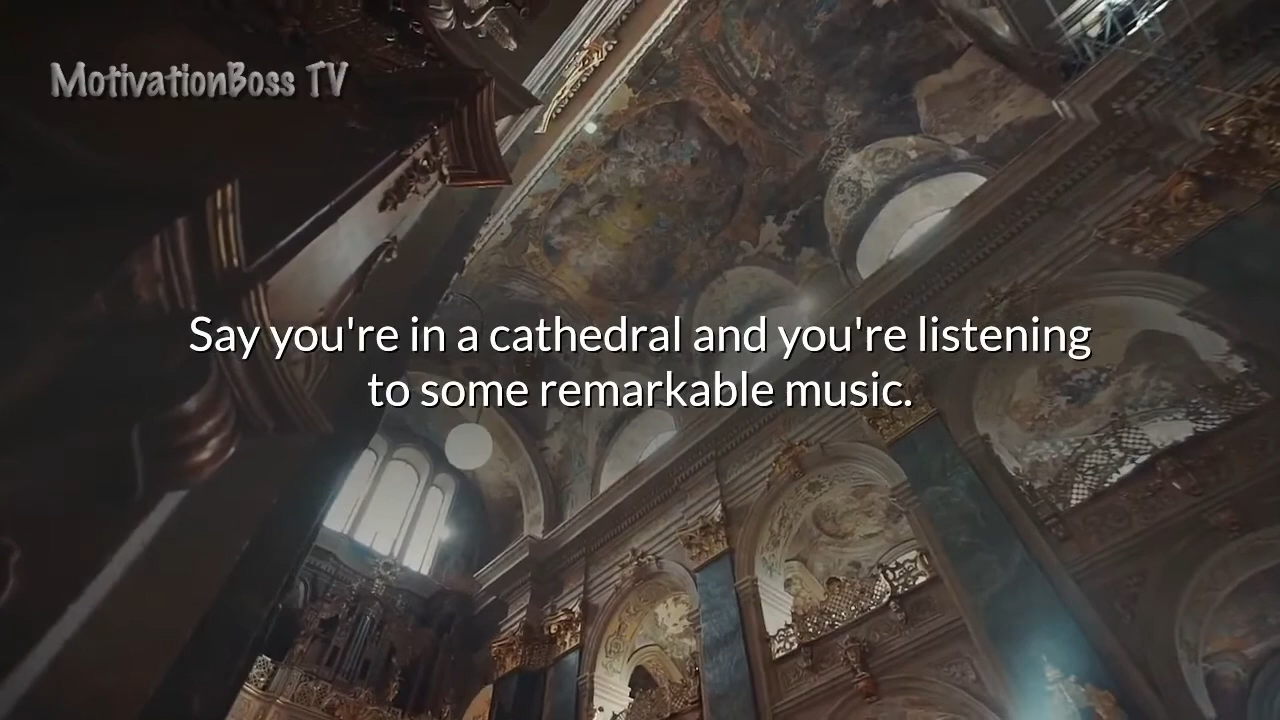 MotivationBoss TV
Say you're in a cathedral and you're listening
to some remarkable music.